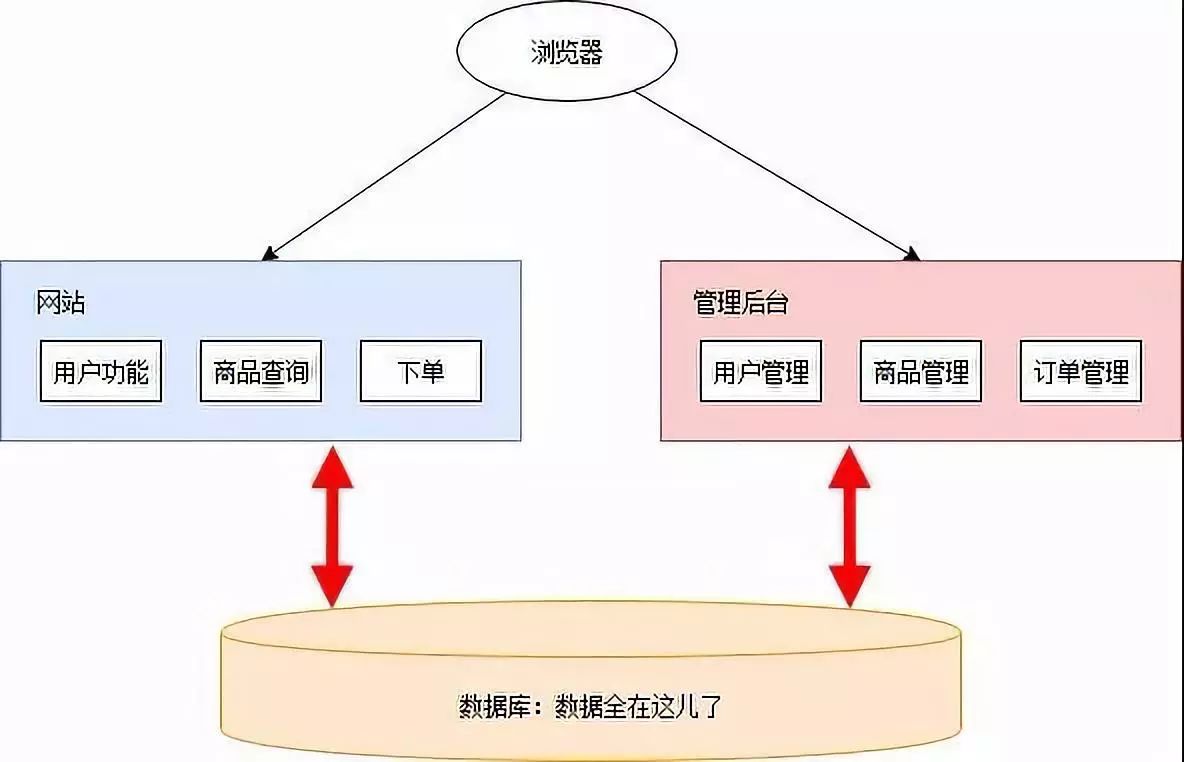 浏览器
网站
用户功能
商品查询
下单
管理后台
用户管理
商品管理
订单管理
数据库：数据全在这儿了